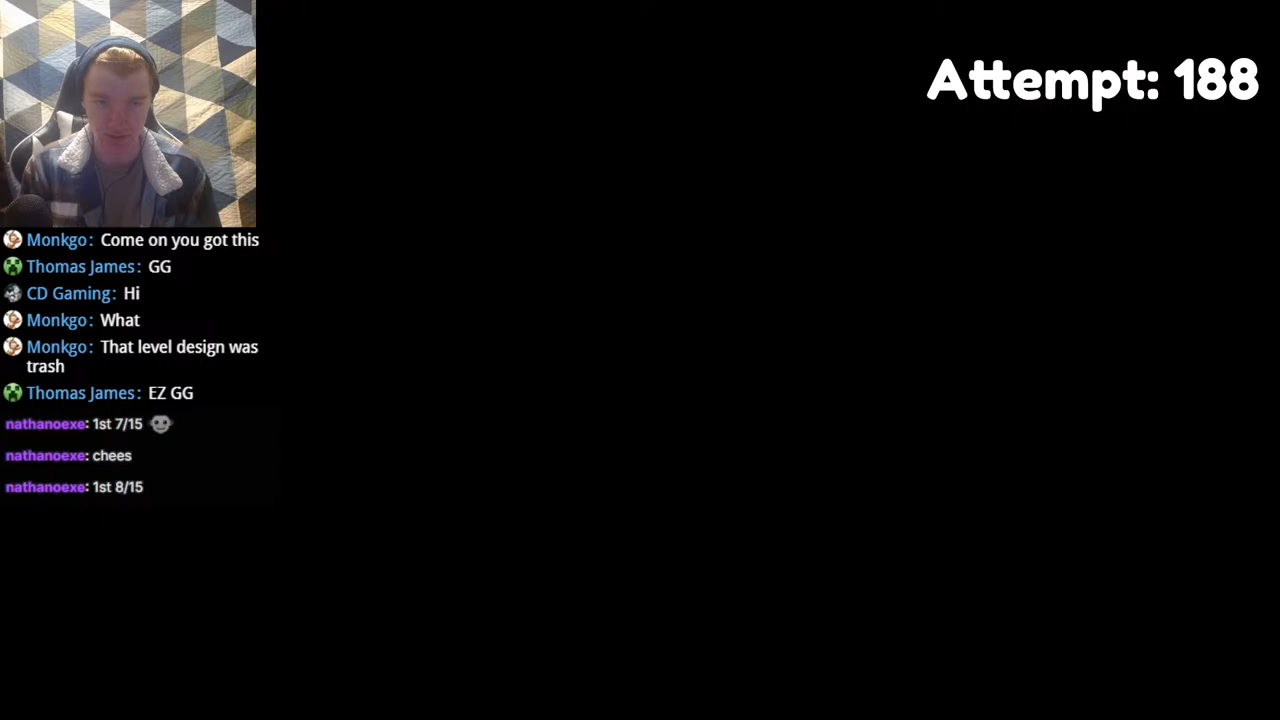 Attempt: 188
Monkgo: Come on you got this
Thomas James: GG
CD Gaming: Hi
Monkgo: What
Monkgo: That level design was
trash
Thomas James: EZ GG
nathanoexe: 1st 7/15
nathanoexe: chees
nathanoexe: 1st 8/15